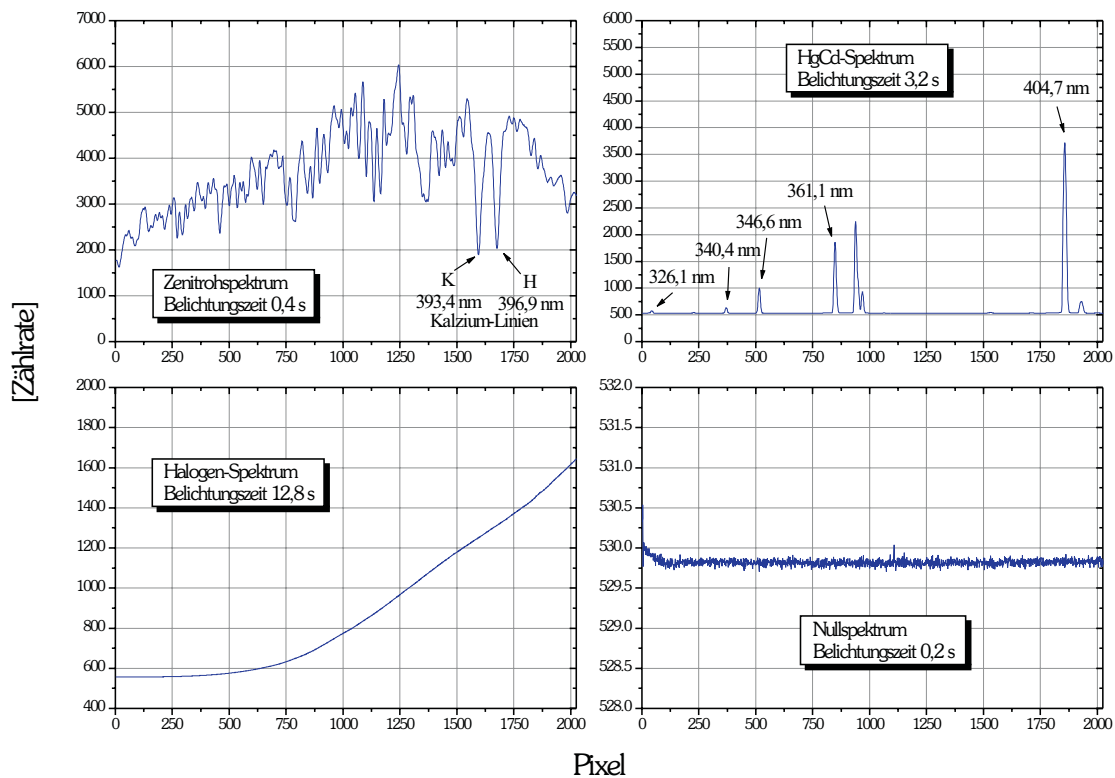 7000
6000
5000
4000
3000
2000
1000
0
0 250 500 750 1000 1250 1500 1750 2000
Zenitrohspektrum
Belichtungszeit 0,4 s
K H
393,4 nm 396,9 nm
Kalzium-Linien
6000
5500
5000
4500
4000
3500
3000
2500
2000
1500
1000
500
0
0 250 500 750 1000 1250 1500 1750 2000
HgCd-Spektrum
Belichtungszeit 3,2 s
404,7 nm
361,1 nm
346,6 nm
340,4 nm
326,1 nm
[Zählrate]
2000
1800
1600
1400
1200
1000
800
600
400
0 250 500 750 1000 1250 1500 1750 2000
Halogen-Spektrum
Belichtungszeit 12,8 s
532.0
531.5
531.0
530.5
530.0
529.5
529.0
528.5
528.0
0 250 500 750 1000 1250 1500 1750 2000
Nullspektrum
Belichtungszeit 0,2 s
Pixel